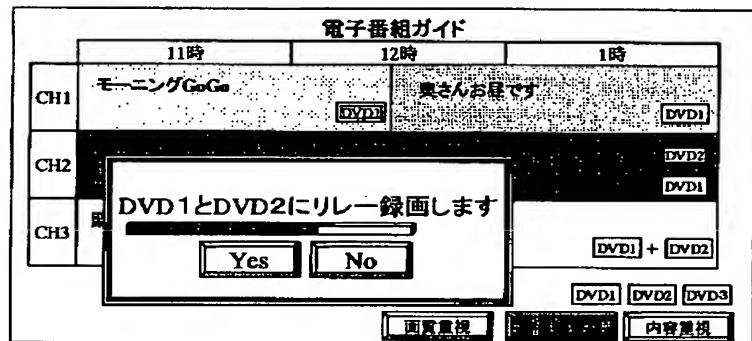 電子番組ガイド
11時 12時 1時
CH1 モーニングGoGo 奥さんお昼です
DVD1 DVD1
CH2 DVD2
DVD1
DVD1とDVD2にリレー録画します
CH3 DVD1 + DVD2
Yes No
DVD1 DVD2 DVD3
画質重視 内容重視